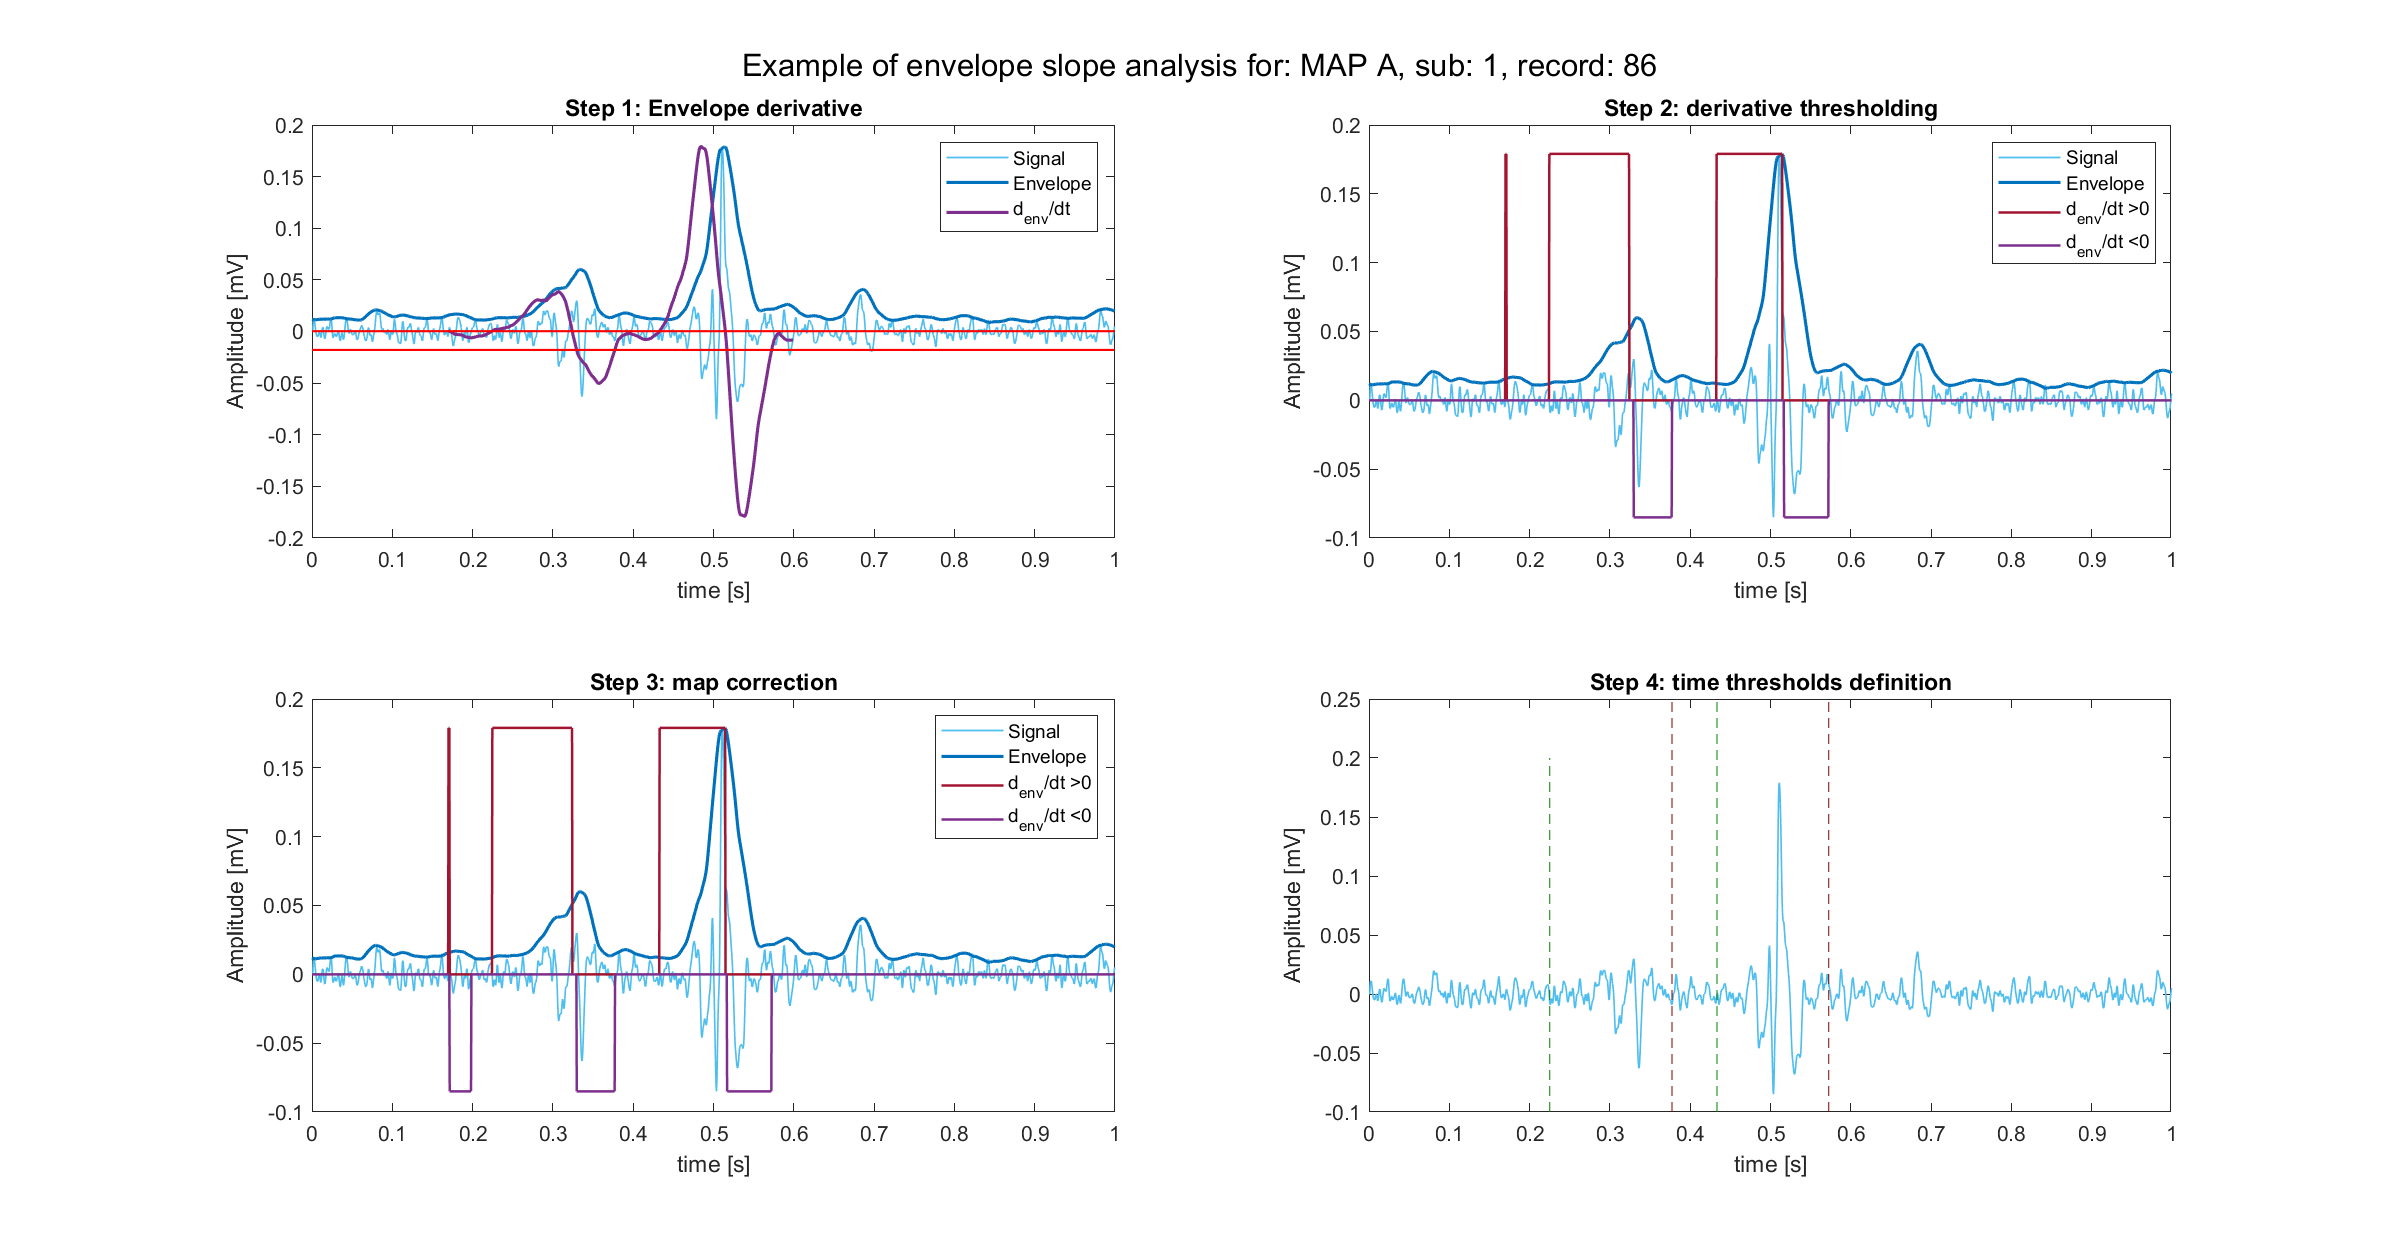 Example of envelope slope analysis for: MAP A, sub: 1, record: 86
Step 1: Envelope derivative
0.2
0.15
0.1
0.05
0
-0.05
-0.1
-0.15
-0.2
Amplitude [mV]
0 0.1 0.2 0.3 0.4 0.5 0.6 0.7 0.8 0.9 1
time [s]
Signal
Envelope
d_env/dt
Step 2: derivative thresholding
0.2
0.15
0.1
0.05
0
-0.05
-0.1
Amplitude [mV]
0 0.1 0.2 0.3 0.4 0.5 0.6 0.7 0.8 0.9 1
time [s]
Signal
Envelope
d_env/dt >0
d_env/dt <0
Step 3: map correction
0.2
0.15
0.1
0.05
0
-0.05
-0.1
Amplitude [mV]
0 0.1 0.2 0.3 0.4 0.5 0.6 0.7 0.8 0.9 1
time [s]
Signal
Envelope
d_env/dt >0
d_env/dt <0
Step 4: time thresholds definition
0.25
0.2
0.15
0.1
0.05
0
-0.05
-0.1
Amplitude [mV]
0 0.1 0.2 0.3 0.4 0.5 0.6 0.7 0.8 0.9 1
time [s]